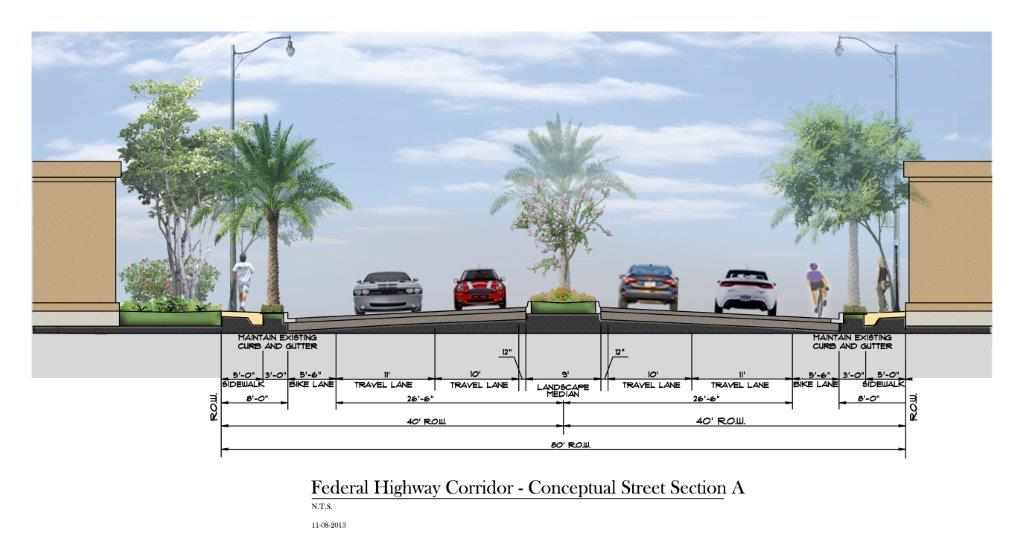 MAINTAIN EXISTING
CURB AND GUTTER
MAINTAIN EXISTING
CURB AND GUTTER
12"
12"
5'-0"
3'-0"
5'-6"
11'
10'
9'
10'
11'
5'-6"
3'-0"
5'-0"
SIDEWALK
BIKE LANE
TRAVEL LANE
TRAVEL LANE
LANDSCAPE
MEDIAN
TRAVEL LANE
TRAVEL LANE
BIKE LANE
SIDEWALK
R.O.W.
8'-0"
26'-6"
26'-6"
8'-0"
R.O.W.
40' R.O.W.
40' R.O.W.
80' R.O.W.
Federal Highway Corridor - Conceptual Street Section A
N.T.S.
11-08-2013